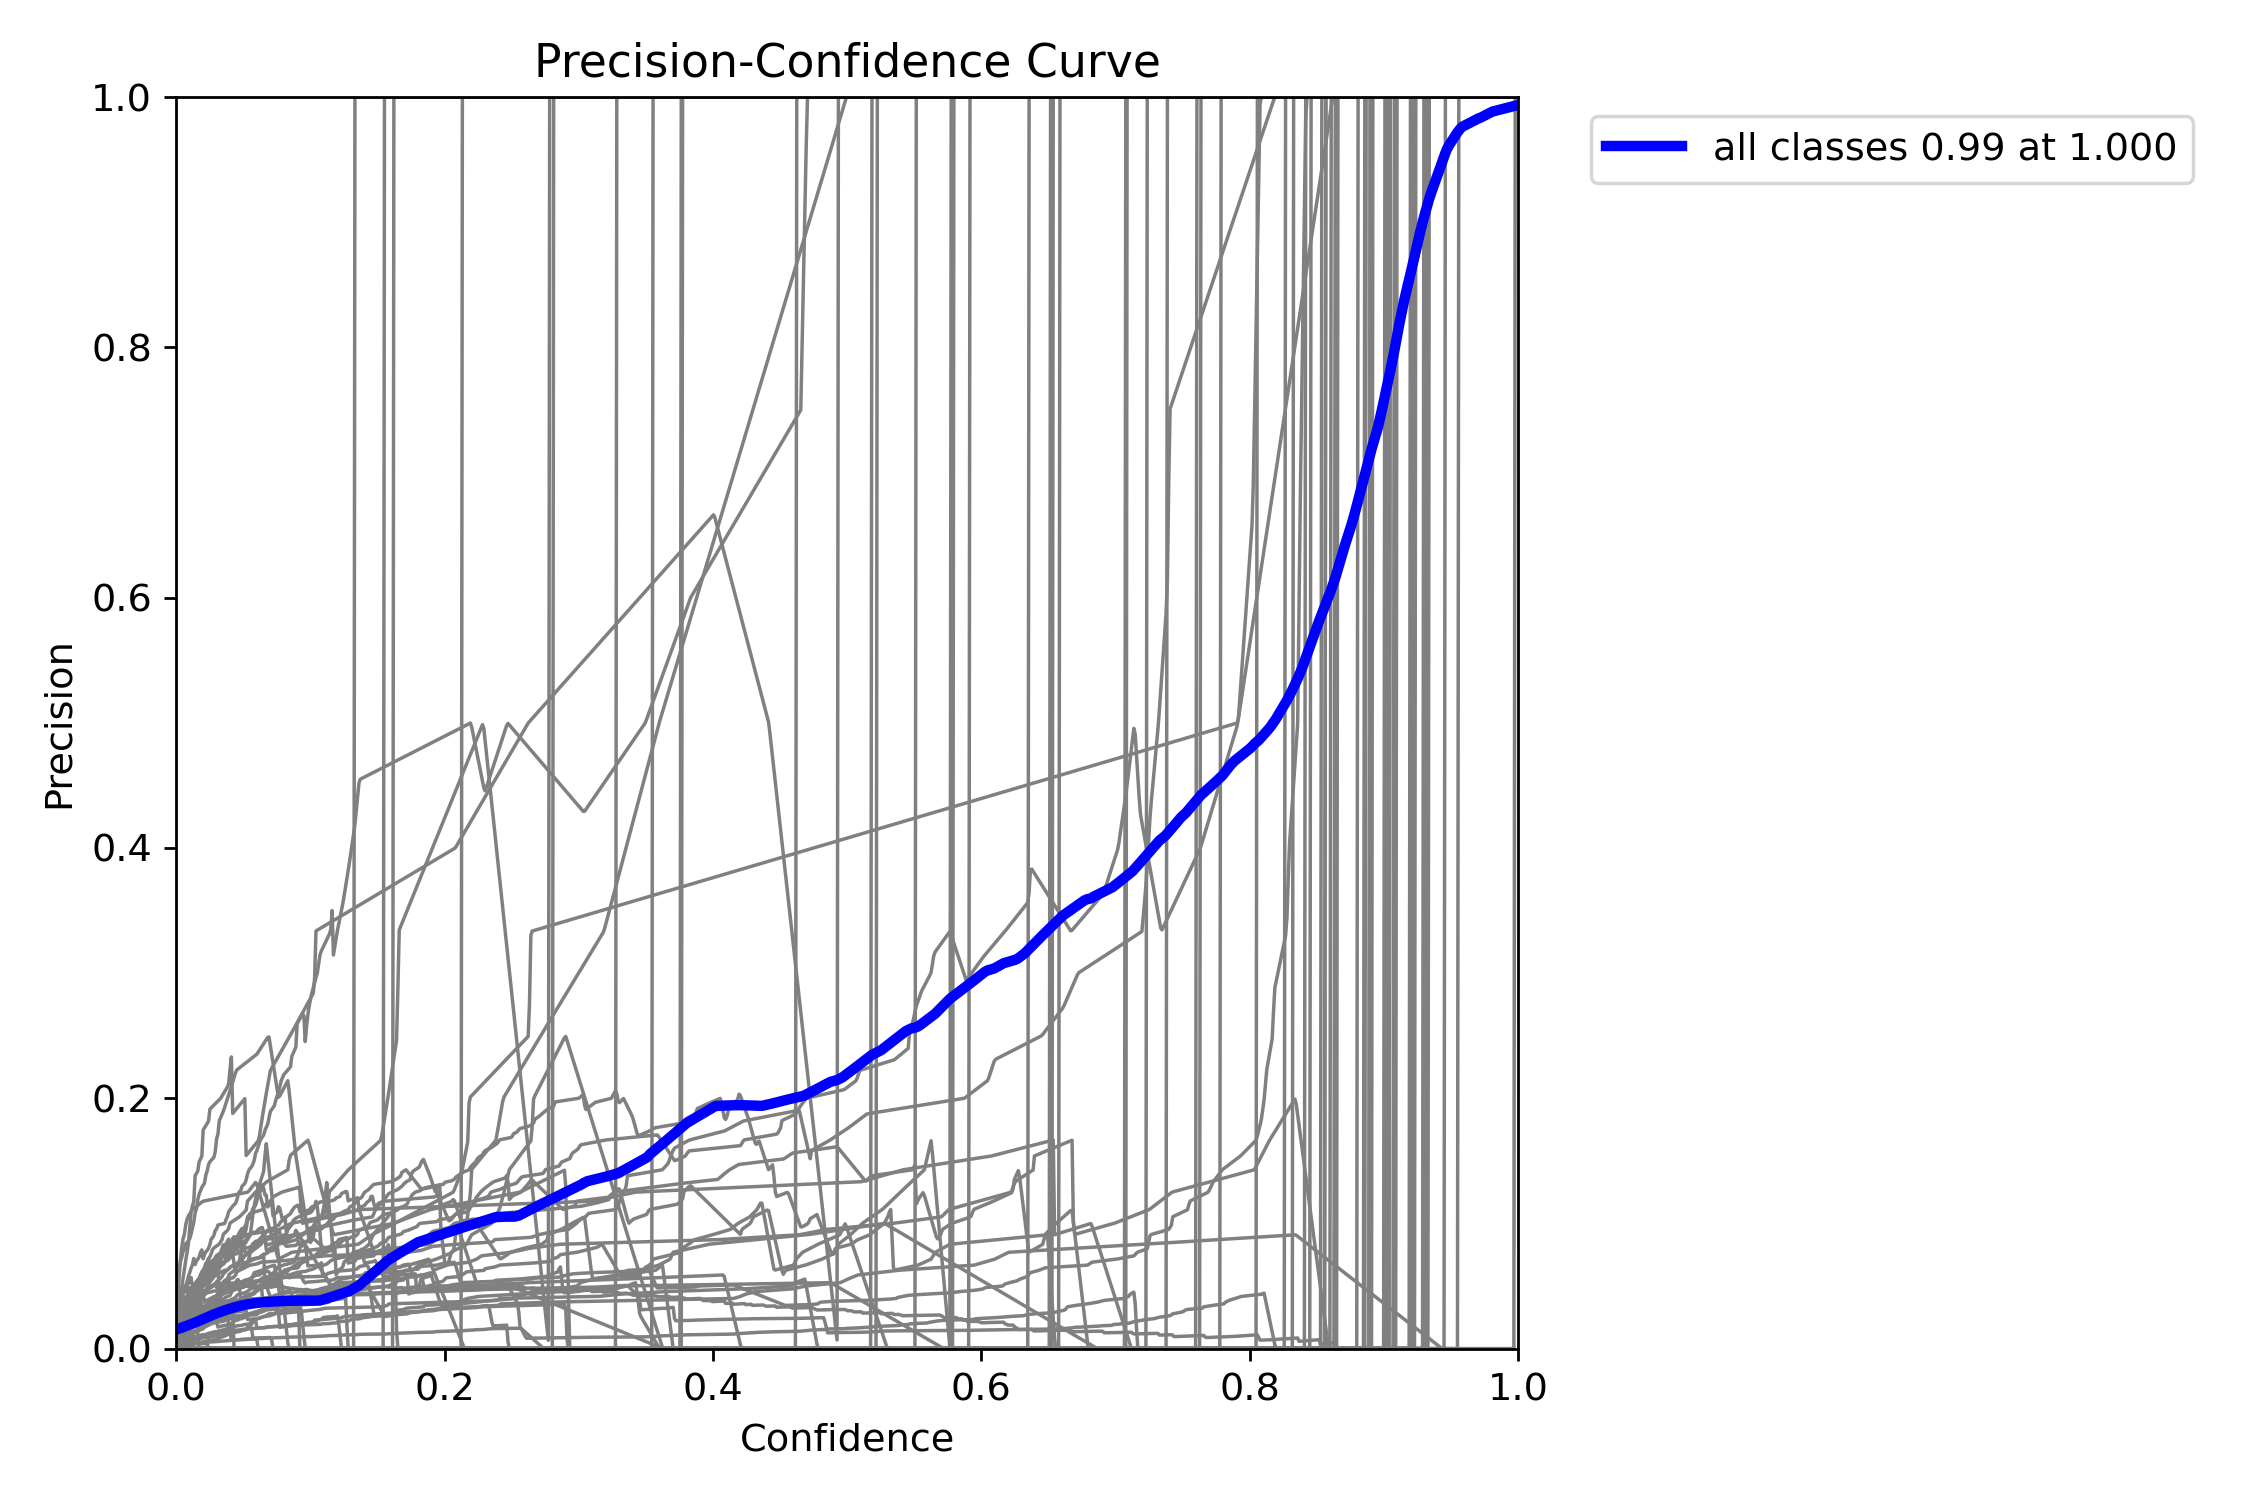 Precision-Confidence Curve
all classes 0.99 at 1.000
Precision
1.0
0.8
0.6
0.4
0.2
0.0
0.0 0.2 0.4 0.6 0.8 1.0
Confidence